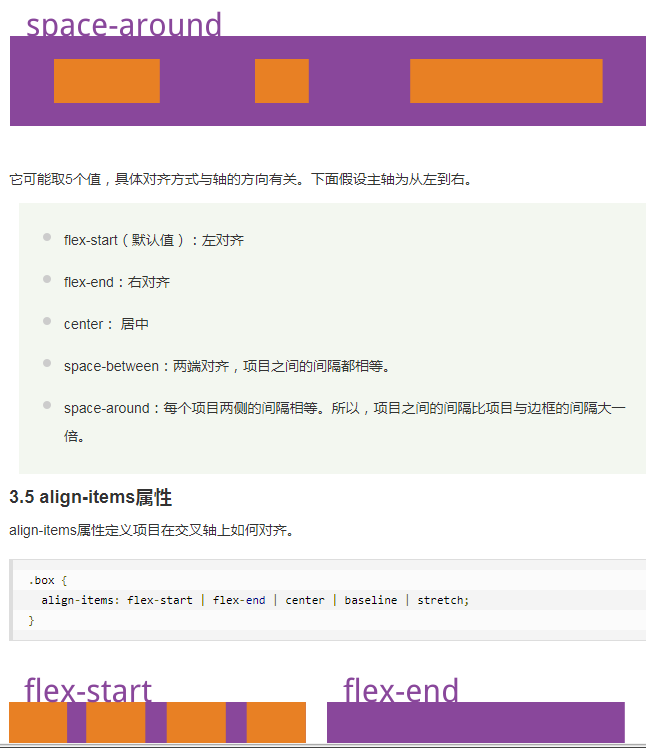 space-around
它可能取5个值，具体对齐方式与轴的方向有关。下面假设主轴为从左到右。
flex-start（默认值）：左对齐
flex-end：右对齐
center： 居中
space-between：两端对齐，项目之间的间隔都相等。
space-around：每个项目两侧的间隔相等。所以，项目之间的间隔比项目与边框的间隔大一
倍。
3.5 align-items属性
align-items属性定义项目在交叉轴上如何对齐。
.box {
  align-items: flex-start | flex-end | center | baseline | stretch;
}
flex-start flex-end